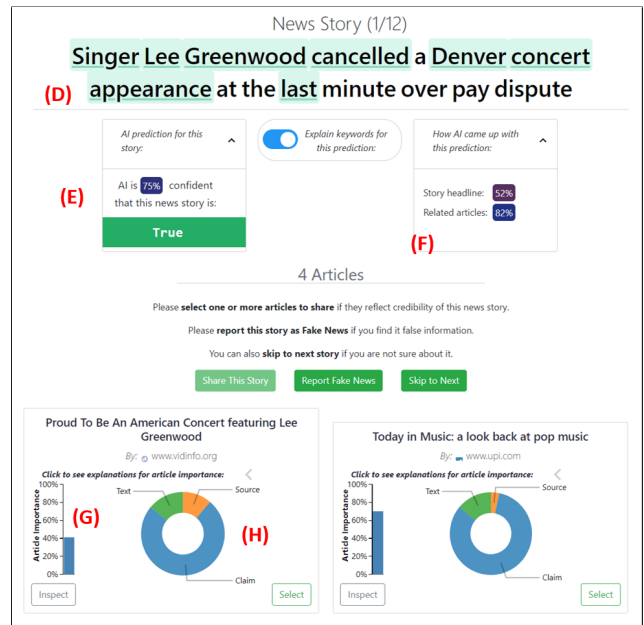 News Story (1/12)
Singer Lee Greenwood cancelled a Denver concert
(D) appearance at the last minute over pay dispute
AI prediction for this
story:
Explain keywords for
this prediction:
How AI came up with
this prediction:
(E)
AI is 75% confident
that this news story is:
True
Story headline: 52%
Related articles: 82%
(F)
4 Articles
Please select one or more articles to share if they reflect credibility of this news story.
Please report this story as Fake News if you find it false information.
You can also skip to next story if you are not sure about it.
Share This Story
Report Fake News
Skip to Next
Proud To Be An American Concert featuring Lee
Greenwood
By: www.vidinfo.org
Click to see explanations for article importance:
Article Importance
100%
80%
60%
40%
20%
0%
(G)
Text
Source
(H)
Claim
Inspect
Select
Today in Music: a look back at pop music
By: www.upi.com
Click to see explanations for article importance:
Article Importance
100%
80%
60%
40%
20%
0%
Text
Source
Claim
Inspect
Select